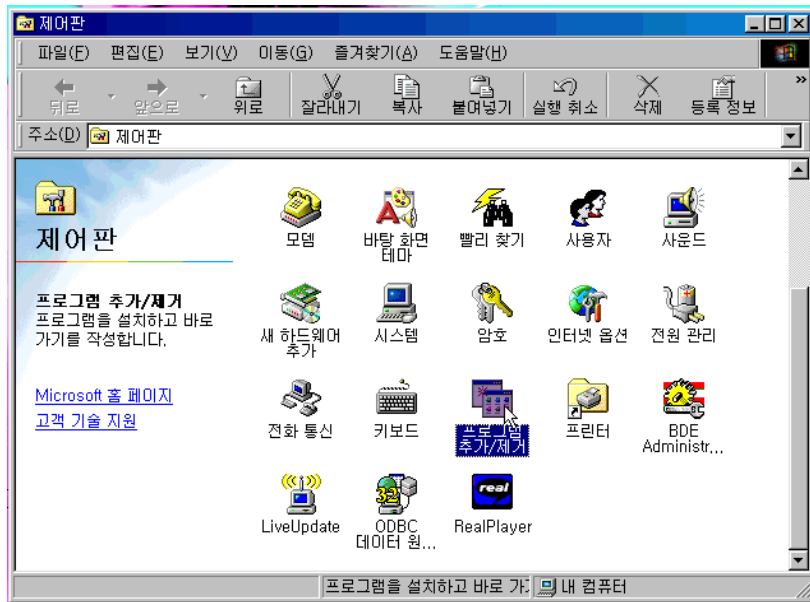 제어판
파일(F) 편집(E) 보기(V) 이동(G) 즐겨찾기(A) 도움말(H)
뒤로 앞으로 위로 잘라내기 복사 붙여넣기 실행 취소 삭제 등록 정보 »
주소(D) 제어판
제어판
프로그램 추가/제거
프로그램을 설치하고 바로
가기를 작성합니다.
Microsoft 홈 페이지
고객 기술 지원
모뎀 바탕 화면 빨리 찾기 사용자 사운드
테마
새 하드웨어 시스템 암호 인터넷 옵션 전원 관리
추가
전화 통신 키보드 프로그램 프린터 BDE
추가/제거 Administr...
32 real
LiveUpdate ODBC RealPlayer
데이터 원...
프로그램을 설치하고 바로 가 내 컴퓨터